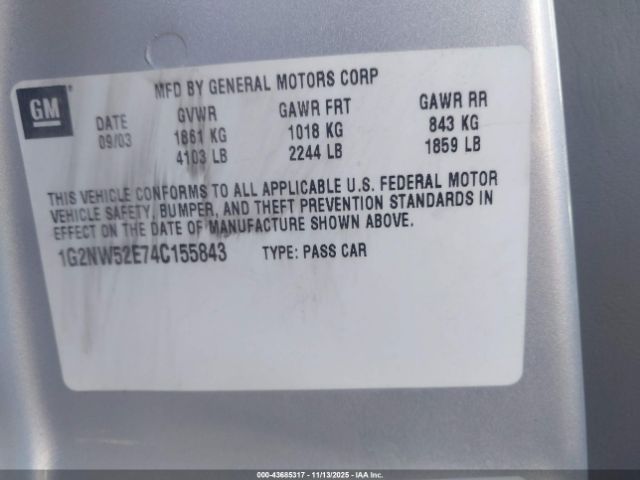 MFD BY GENERAL MOTORS CORP
GM ®
DATE GVWR GAWR FRT GAWR RR
09/03 1861 KG 1018 KG 843 KG
4103 LB 2244 LB 1859 LB
THIS VEHICLE CONFORMS TO ALL APPLICABLE U.S. FEDERAL MOTOR
VEHICLE SAFETY, BUMPER, AND THEFT PREVENTION STANDARDS IN
EFFECT ON THE DATE OF MANUFACTURE SHOWN ABOVE.
1G2NW52E74C155843 TYPE: PASS CAR
000-43685317 - 11/13/2025 - IAA Inc.